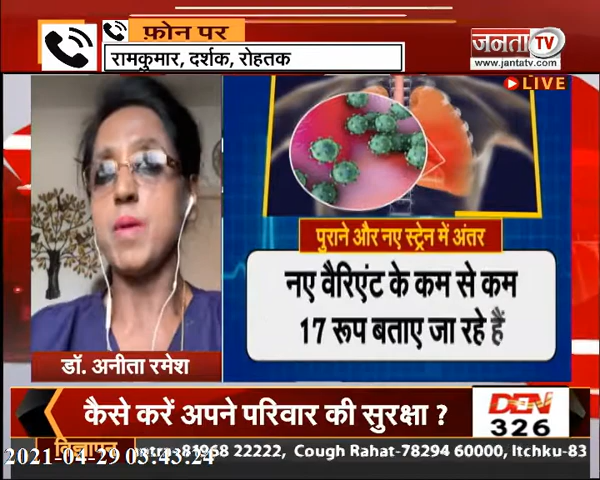 फ़ोन पर
रामकुमार, दर्शक, रोहतक
जनता TV
www.jantatv.com
LIVE
पुराने और नए स्ट्रेन में अंतर
नए वैरिएंट के कम से कम
17 रूप बताए जा रहे हैं
डॉ. अनीता रमेश
कैसे करें अपने परिवार की सुरक्षा ?
DEN
326
विज्ञापन
81968 22222, Cough Rahat-78294 60000, Itchku-83
2021-04-29 05:45:24